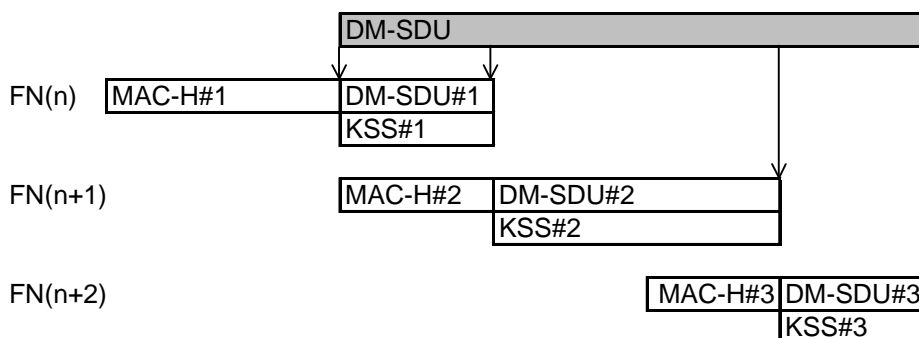 DM-SDU
FN(n) MAC-H#1 DM-SDU#1
KSS#1
FN(n+1) MAC-H#2 DM-SDU#2
KSS#2
FN(n+2) MAC-H#3 DM-SDU#3
KSS#3